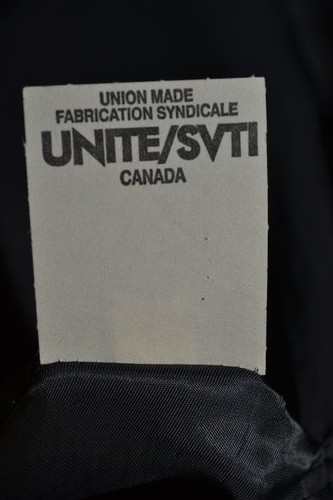 UNION MADE
FABRICATION SYNDICALE
UNITE/SVTI
CANADA